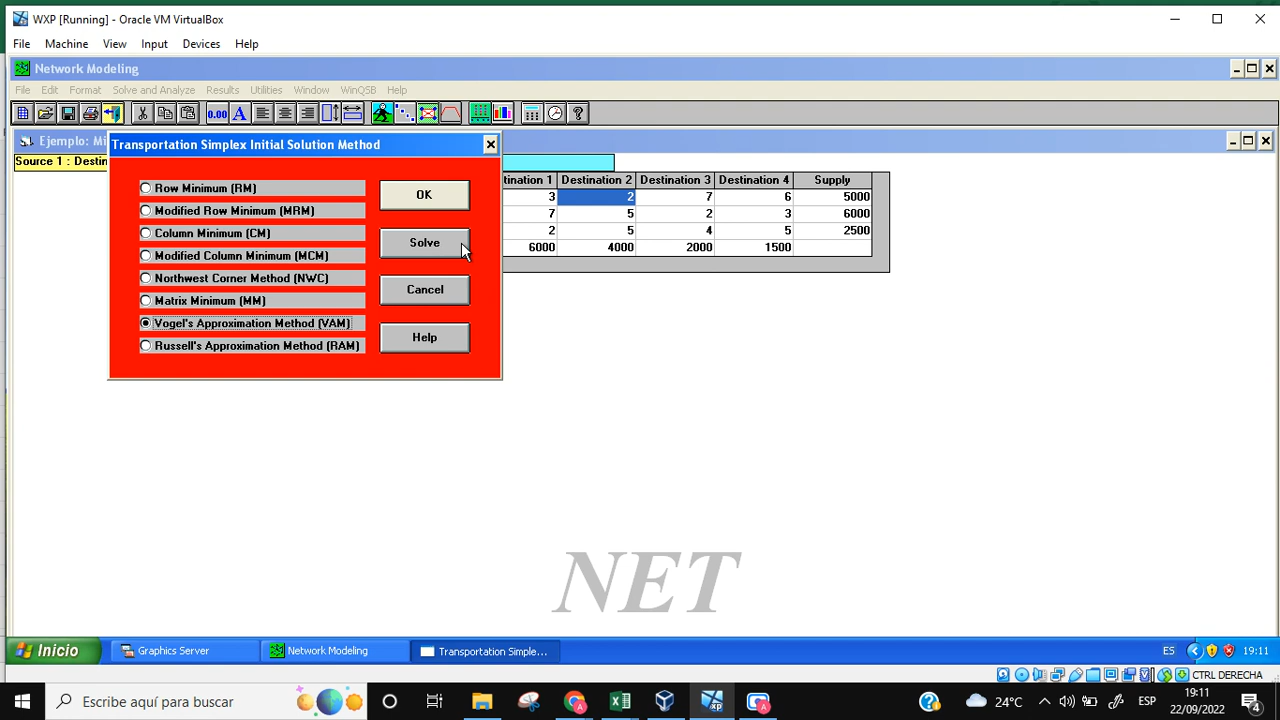 WXP [Running] - Oracle VM VirtualBox
File Machine View Input Devices Help
Network Modeling
File Edit Format Solve and Analyze Results Utilities Window WinQSB Help
0.00 A ?
Ejemplo: Mi
Transportation Simplex Initial Solution Method
Source 1 : Destin
tination 1 Destination 2 Destination 3 Destination 4 Supply
3 2 7 6 5000
7 5 2 3 6000
2 5 4 5 2500
6000 4000 2000 1500
Row Minimum (RM)
Modified Row Minimum (MRM)
Column Minimum (CM)
Modified Column Minimum (MCM)
Northwest Corner Method (NWC)
Matrix Minimum (MM)
Vogel's Approximation Method (VAM)
Russell's Approximation Method (RAM)
OK
Solve
Cancel
Help
NET
Inicio Graphics Server Network Modeling Transportation Simple... ES 19:11
CTRL DERECHA
Escribe aquí para buscar 24°C ESP 19:11
22/09/2022 4